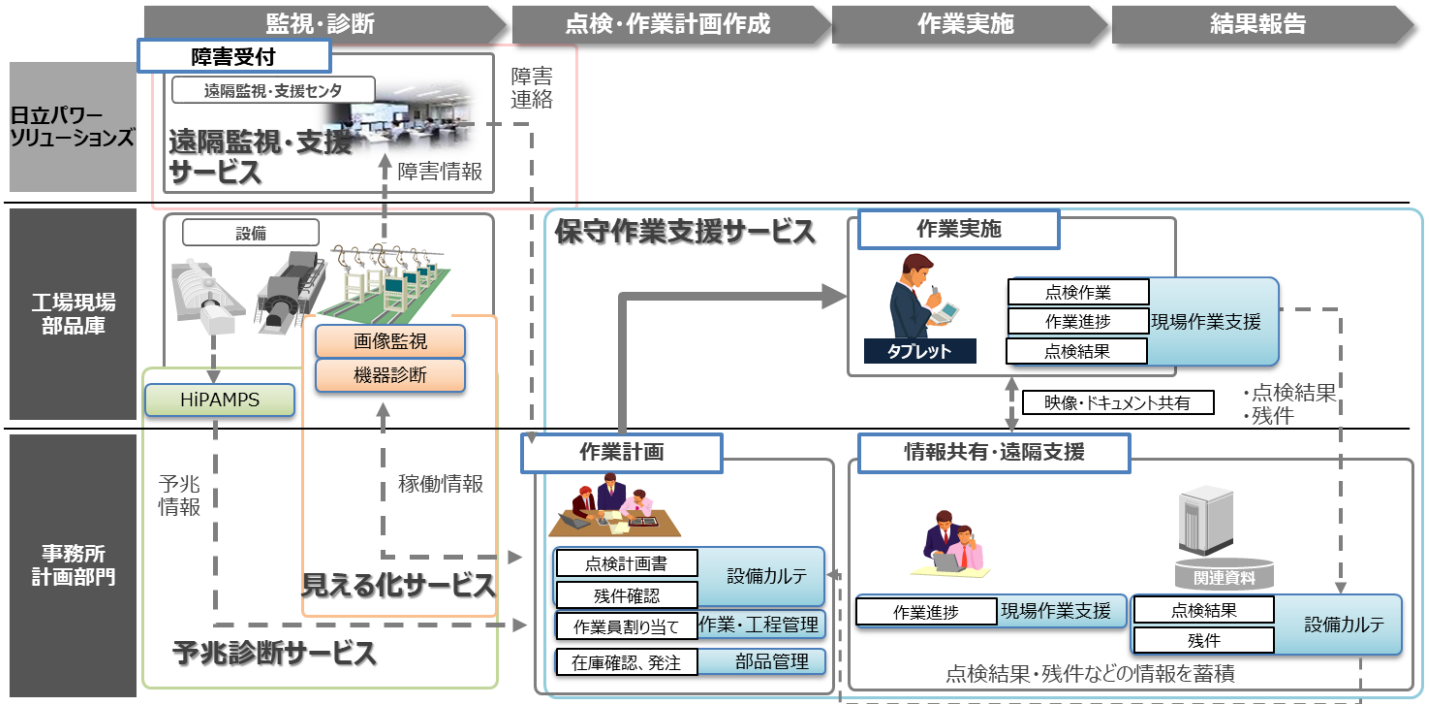 監視・診断
点検・作業計画作成
作業実施
結果報告
日立パワー
ソリューションズ
障害受付
遠隔監視・支援センタ
遠隔監視・支援
サービス
障害情報
障害
連絡
工場現場
部品庫
設備
画像監視
機器診断
HiPAMPS
保守作業支援サービス
作業実施
タブレット
点検作業
作業進捗
点検結果
現場作業支援
映像・ドキュメント共有
・点検結果
・残件
事務所
計画部門
予兆
情報
稼働情報
見える化サービス
予兆診断サービス
作業計画
点検計画書
残件確認
設備カルテ
作業員割り当て
作業・工程管理
在庫確認、発注
部品管理
情報共有・遠隔支援
作業進捗
現場作業支援
関連資料
点検結果
残件
設備カルテ
点検結果・残件などの情報を蓄積